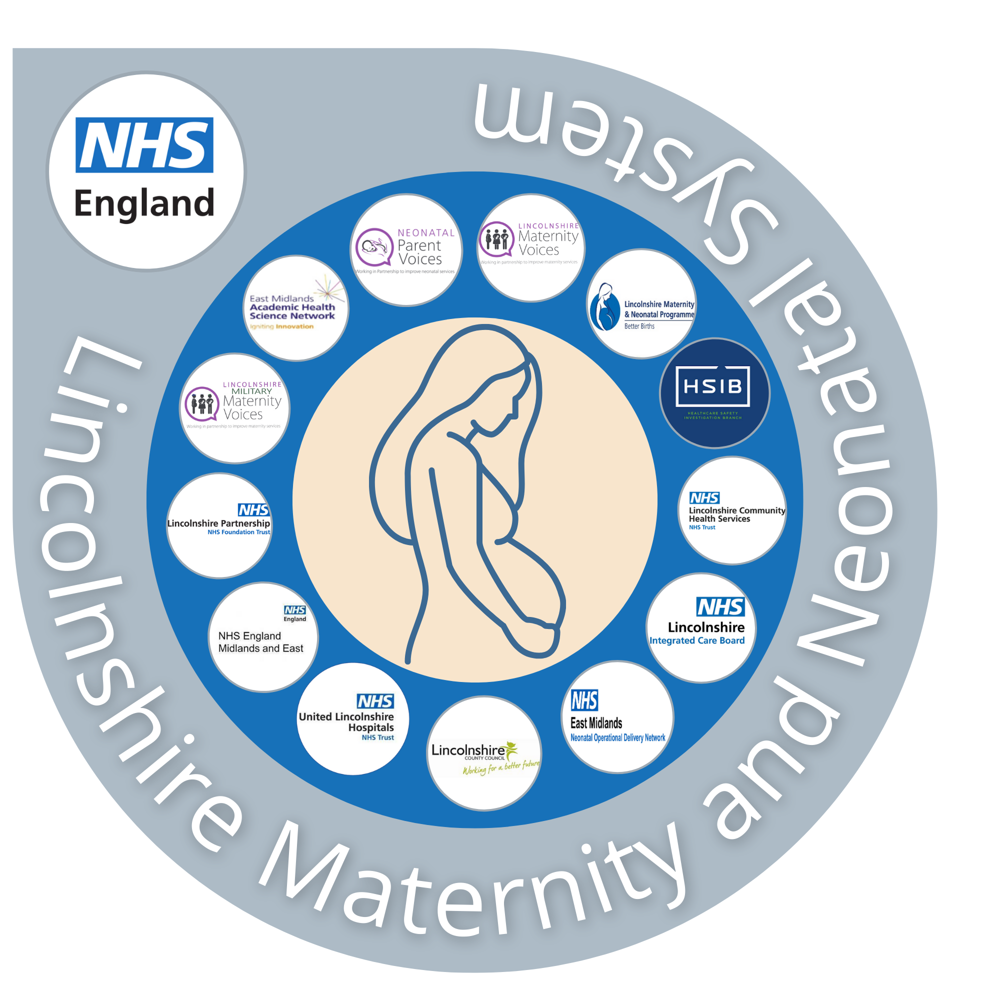 NHS
England
Lincolnshire Maternity and Neonatal System
NEONATAL
Parent
Voices
Working in Partnership to improve neonatal services
LINCOLNSHIRE
Maternity
Voices
Working in partnership to improve maternity services
Lincolnshire Maternity
& Neonatal Programme
Better Births
HSIB
HEALTHCARE SAFETY
INVESTIGATION BRANCH
NHS
Lincolnshire Community
Health Services
NHS Trust
NHS
Lincolnshire
Integrated Care Board
NHS
East Midlands
Neonatal Operational Delivery Network
Lincolnshire
COUNTY COUNCIL
Working for a better future
NHS
United Lincolnshire
Hospitals
NHS Trust
NHS
England
NHS England
Midlands and East
NHS
Lincolnshire Partnership
NHS Foundation Trust
LINCOLNSHIRE
MILITARY
Maternity
Voices
Working in partnership to improve maternity services
East Midlands
Academic Health
Science Network
Igniting Innovation